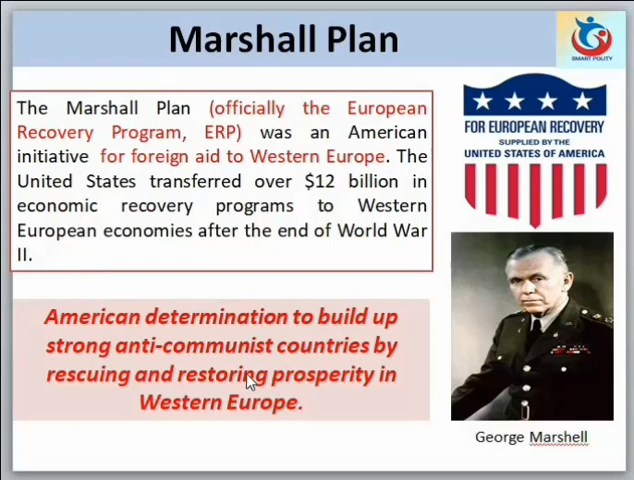 Marshall Plan
SMART POLITY
The Marshall Plan (officially the European
Recovery Program, ERP) was an American
initiative for foreign aid to Western Europe. The
United States transferred over $12 billion in
economic recovery programs to Western
European economies after the end of World War
II.
FOR EUROPEAN RECOVERY
SUPPLIED BY THE
UNITED STATES OF AMERICA
American determination to build up
strong anti-communist countries by
rescuing and restoring prosperity in
Western Europe.
George Marshell